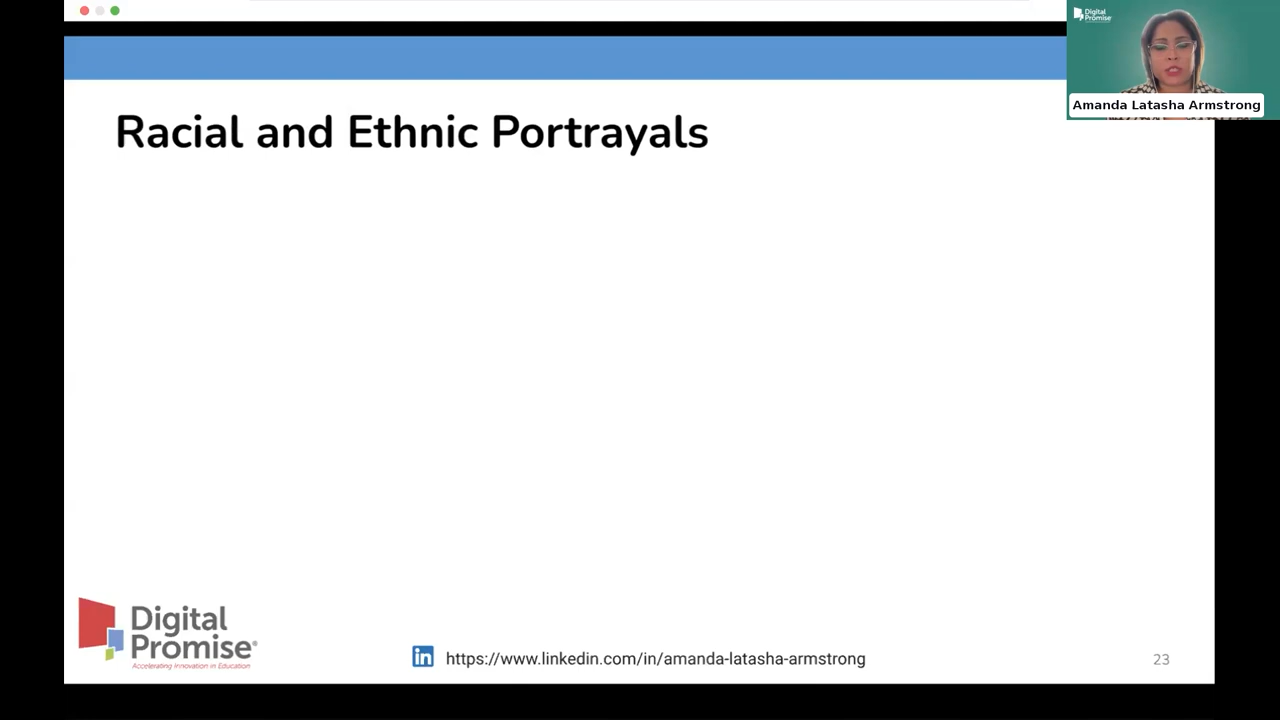 Digital
Promise
Amanda Latasha Armstrong
Racial and Ethnic Portrayals
Digital
Promise®
Accelerating Innovation in Education
in
https://www.linkedin.com/in/amanda-latasha-armstrong
23